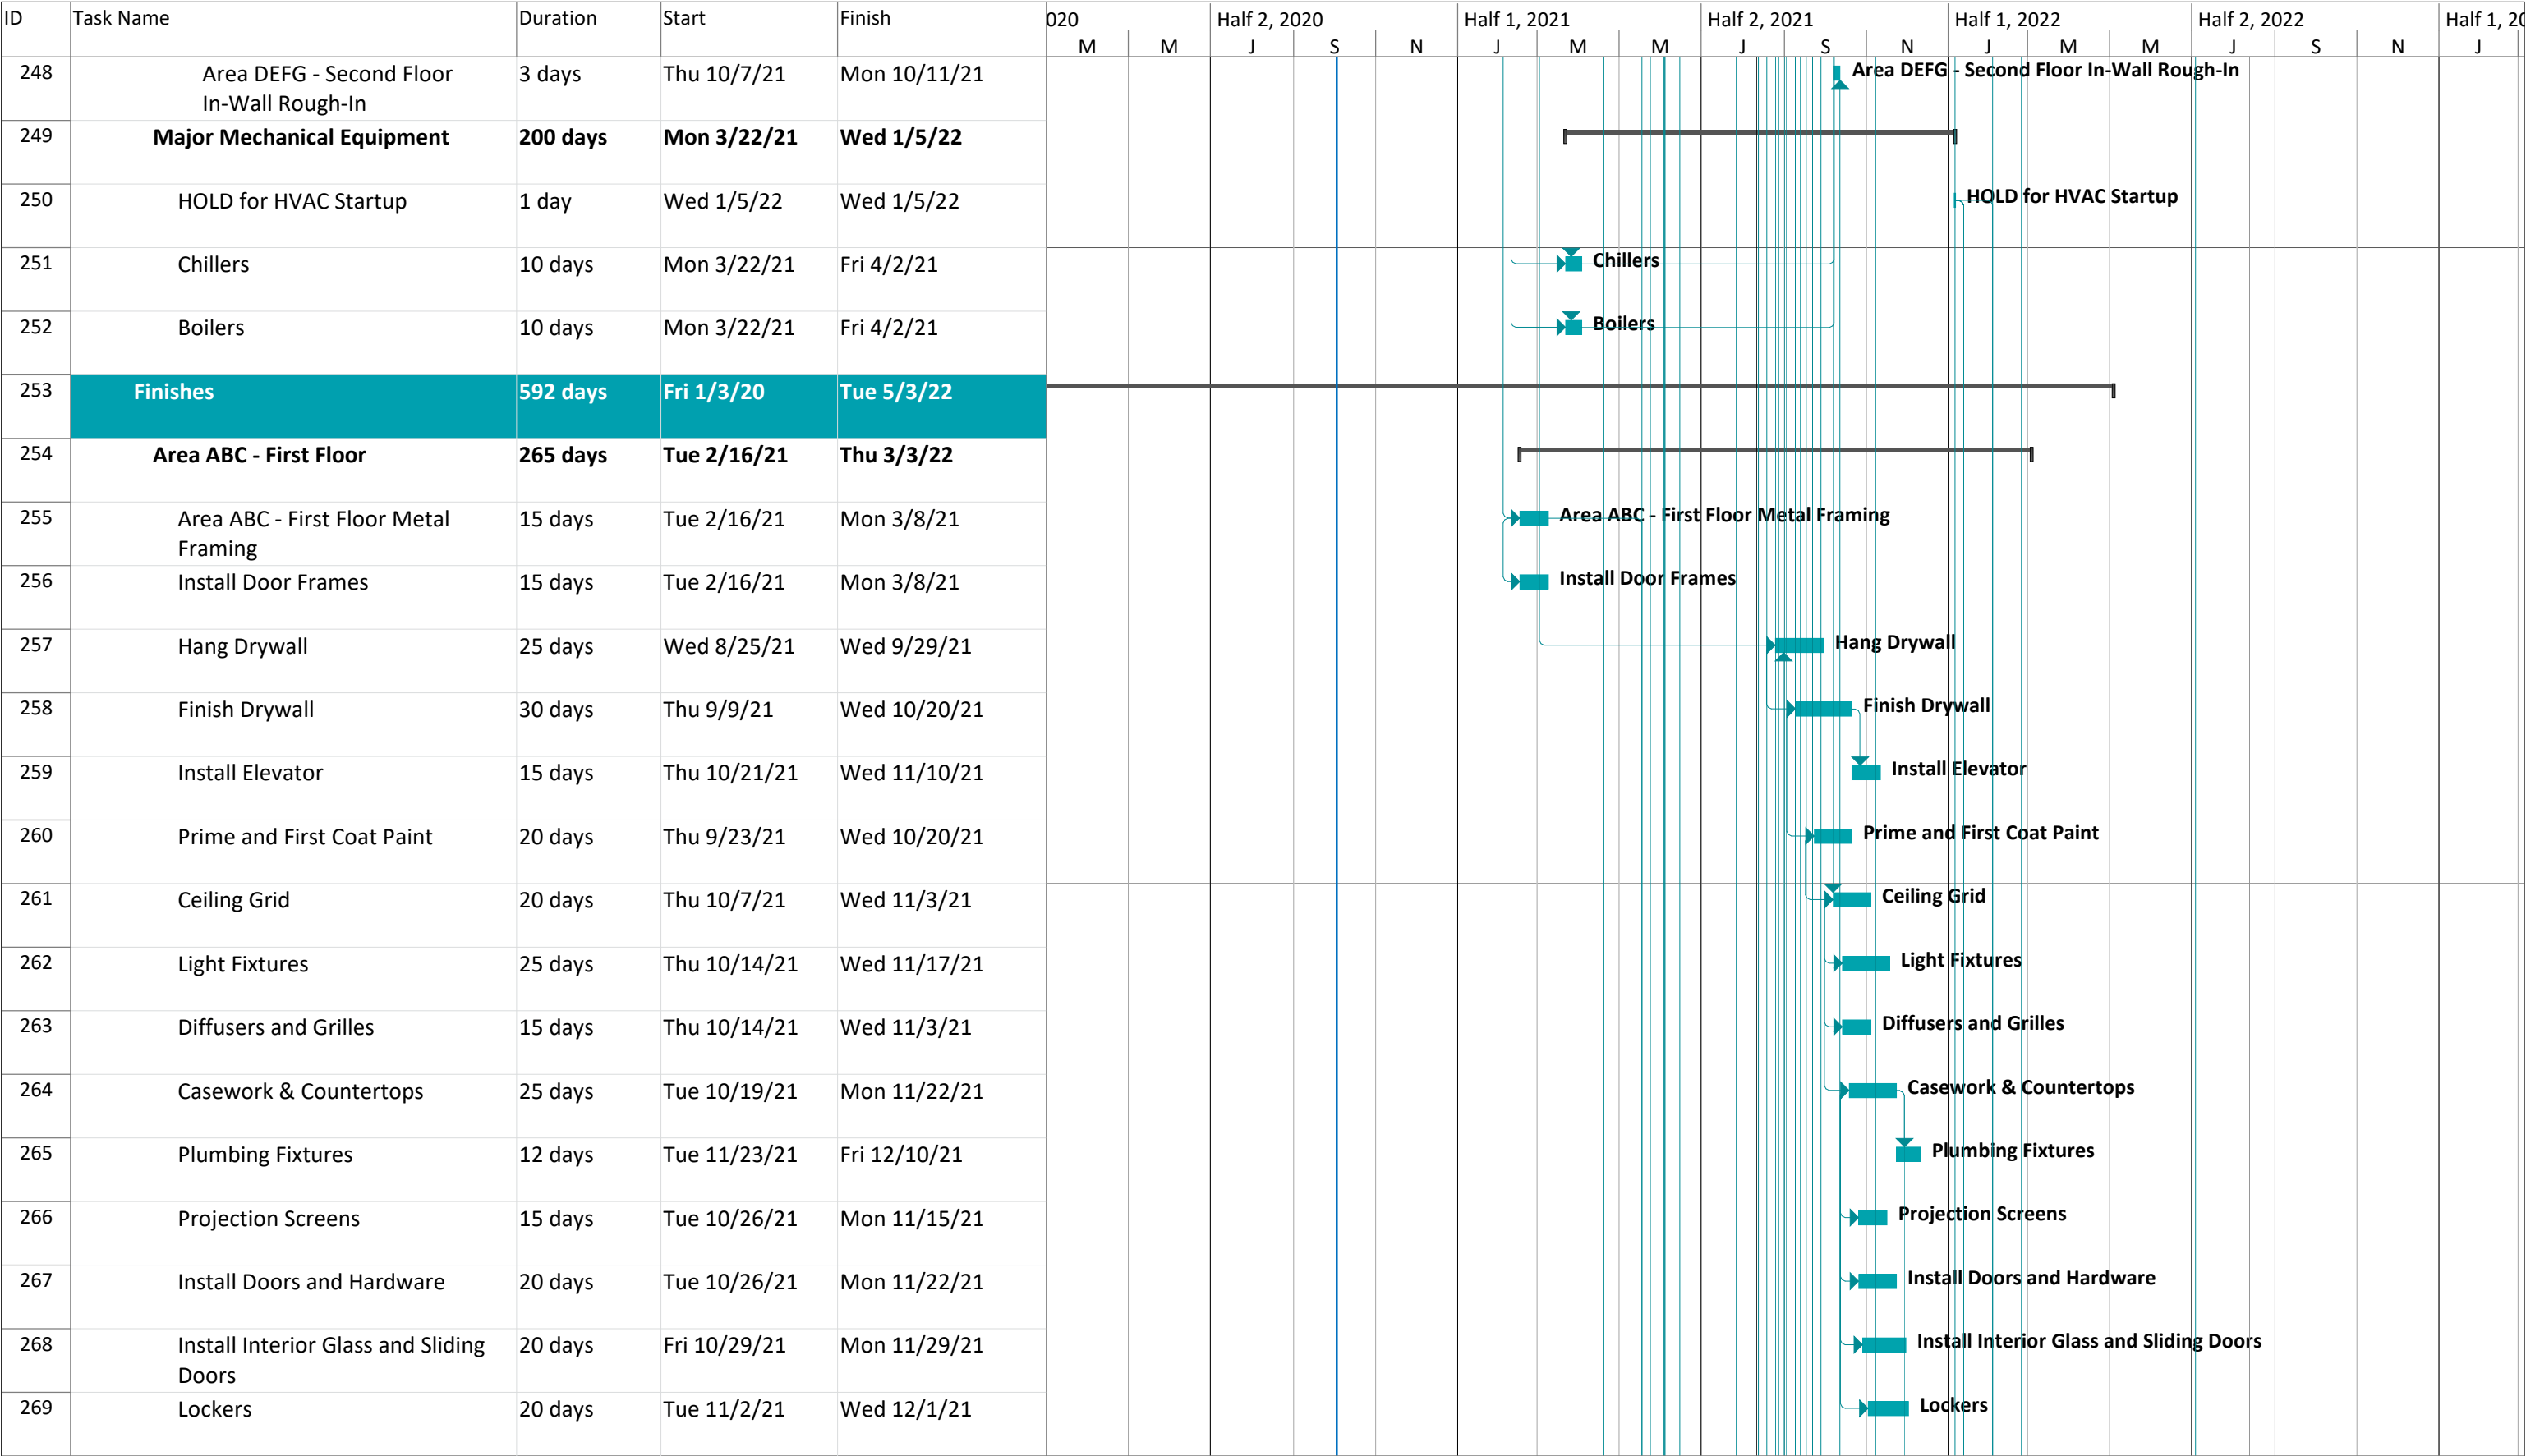 ID Task Name Duration Start Finish 020 Half 2, 2020 Half 1, 2021 Half 2, 2021 Half 1, 2022 Half 2, 2022 Half 1, 20
M M J S N J M M J S N J M M J S N J
248 Area DEFG - Second Floor 3 days Thu 10/7/21 Mon 10/11/21 Area DEFG - Second Floor In-Wall Rough-In
In-Wall Rough-In
249 Major Mechanical Equipment 200 days Mon 3/22/21 Wed 1/5/22
250 HOLD for HVAC Startup 1 day Wed 1/5/22 Wed 1/5/22 HOLD for HVAC Startup
251 Chillers 10 days Mon 3/22/21 Fri 4/2/21 Chillers
252 Boilers 10 days Mon 3/22/21 Fri 4/2/21 Boilers
253 Finishes 592 days Fri 1/3/20 Tue 5/3/22
254 Area ABC - First Floor 265 days Tue 2/16/21 Thu 3/3/22
255 Area ABC - First Floor Metal 15 days Tue 2/16/21 Mon 3/8/21 Area ABC - First Floor Metal Framing
Framing
256 Install Door Frames 15 days Tue 2/16/21 Mon 3/8/21 Install Door Frames
257 Hang Drywall 25 days Wed 8/25/21 Wed 9/29/21 Hang Drywall
258 Finish Drywall 30 days Thu 9/9/21 Wed 10/20/21 Finish Drywall
259 Install Elevator 15 days Thu 10/21/21 Wed 11/10/21 Install Elevator
260 Prime and First Coat Paint 20 days Thu 9/23/21 Wed 10/20/21 Prime and First Coat Paint
261 Ceiling Grid 20 days Thu 10/7/21 Wed 11/3/21 Ceiling Grid
262 Light Fixtures 25 days Thu 10/14/21 Wed 11/17/21 Light Fixtures
263 Diffusers and Grilles 15 days Thu 10/14/21 Wed 11/3/21 Diffusers and Grilles
264 Casework & Countertops 25 days Tue 10/19/21 Mon 11/22/21 Casework & Countertops
265 Plumbing Fixtures 12 days Tue 11/23/21 Fri 12/10/21 Plumbing Fixtures
266 Projection Screens 15 days Tue 10/26/21 Mon 11/15/21 Projection Screens
267 Install Doors and Hardware 20 days Tue 10/26/21 Mon 11/22/21 Install Doors and Hardware
268 Install Interior Glass and Sliding 20 days Fri 10/29/21 Mon 11/29/21 Install Interior Glass and Sliding Doors
Doors
269 Lockers 20 days Tue 11/2/21 Wed 12/1/21 Lockers